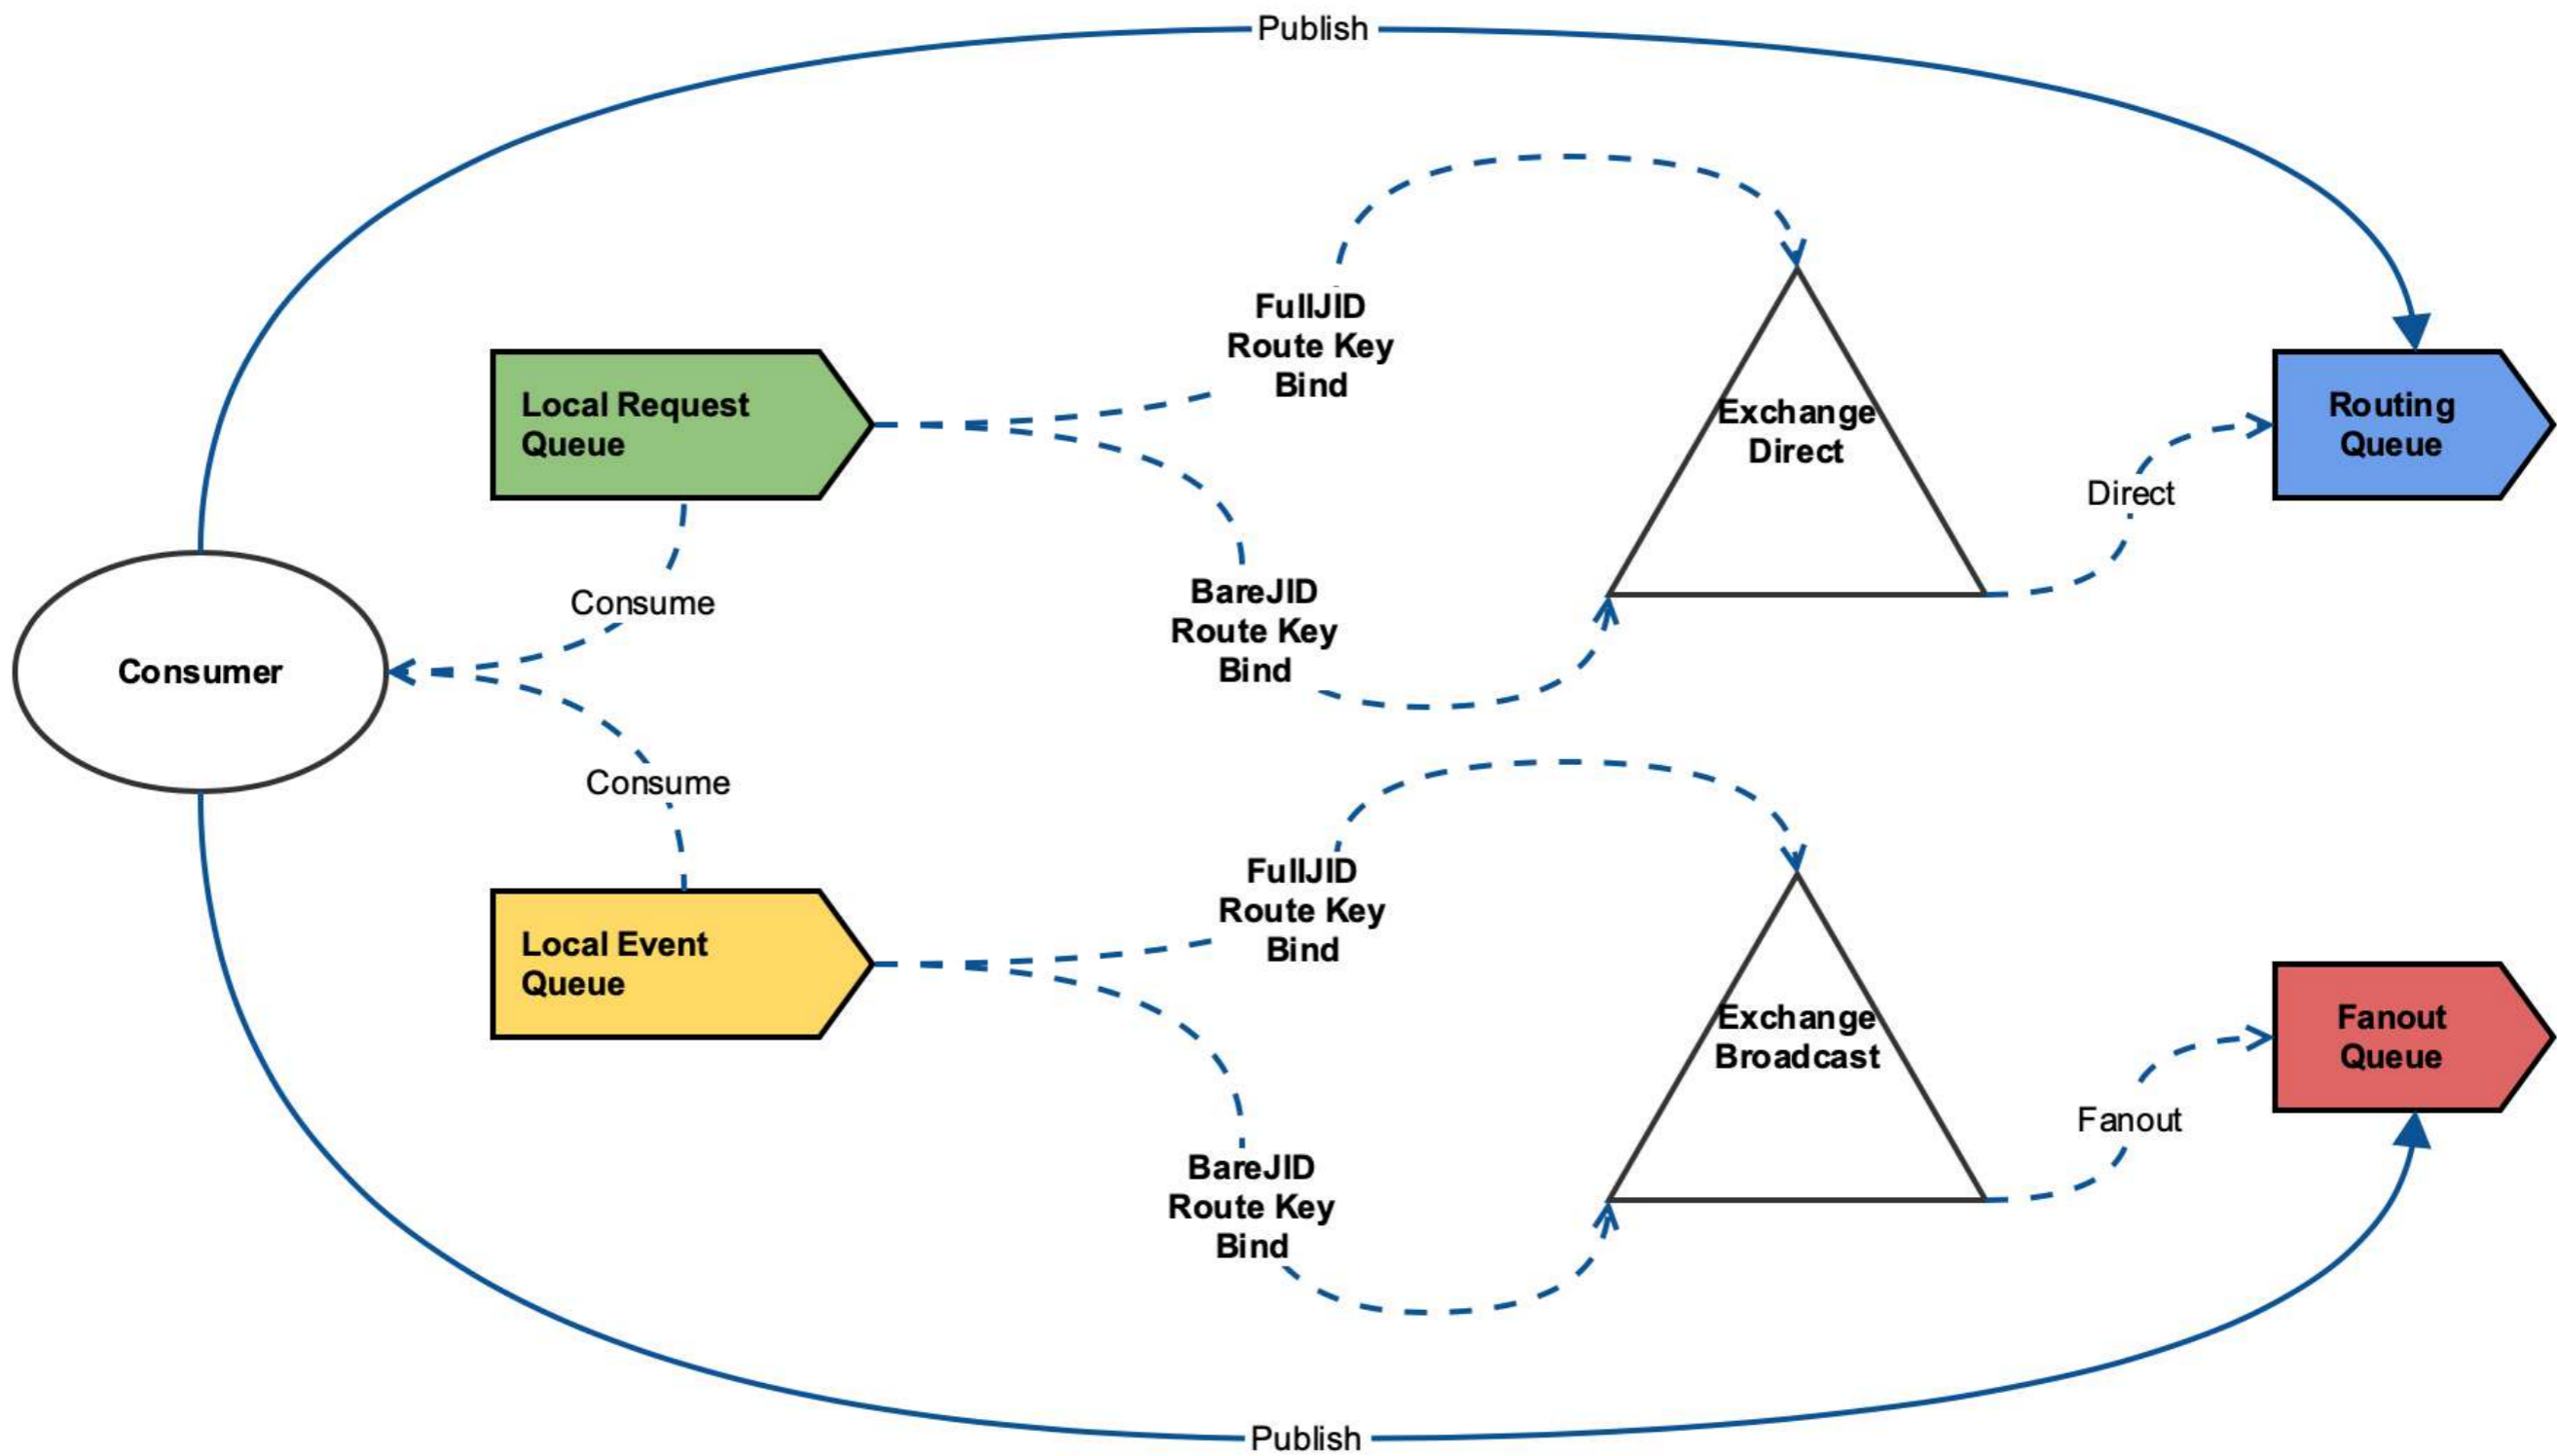 Publish
FullJID
Route Key
Bind
Local Request
Queue
Exchange
Direct
Routing
Queue
Direct
Consume
BareJID
Route Key
Bind
Consumer
Consume
FullJID
Route Key
Bind
Local Event
Queue
Exchange
Broadcast
Fanout
Queue
Fanout
BareJID
Route Key
Bind
Publish